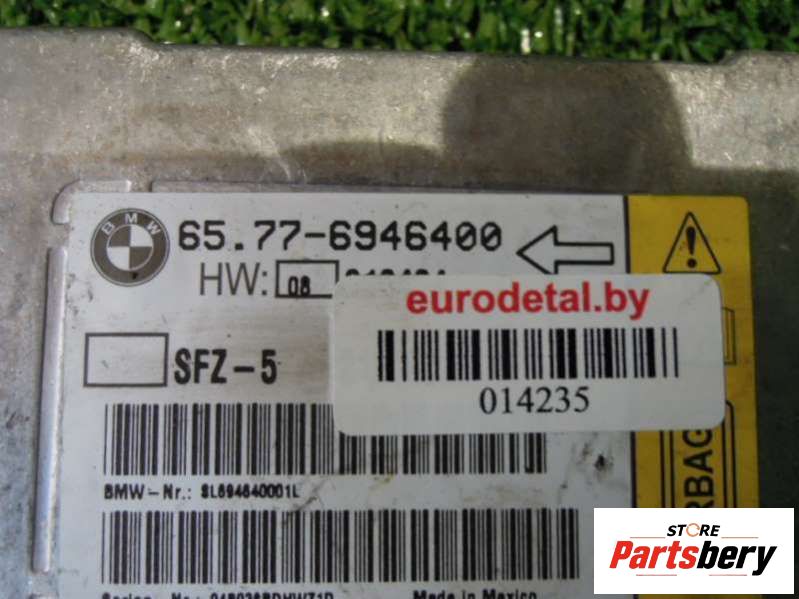 BMW
65.77-6946400
HW: 08
eurodetal.by
014235
SFZ-5
BMW-Nr.: SL694640001L
Made in Mexico
STORE
Partsbery